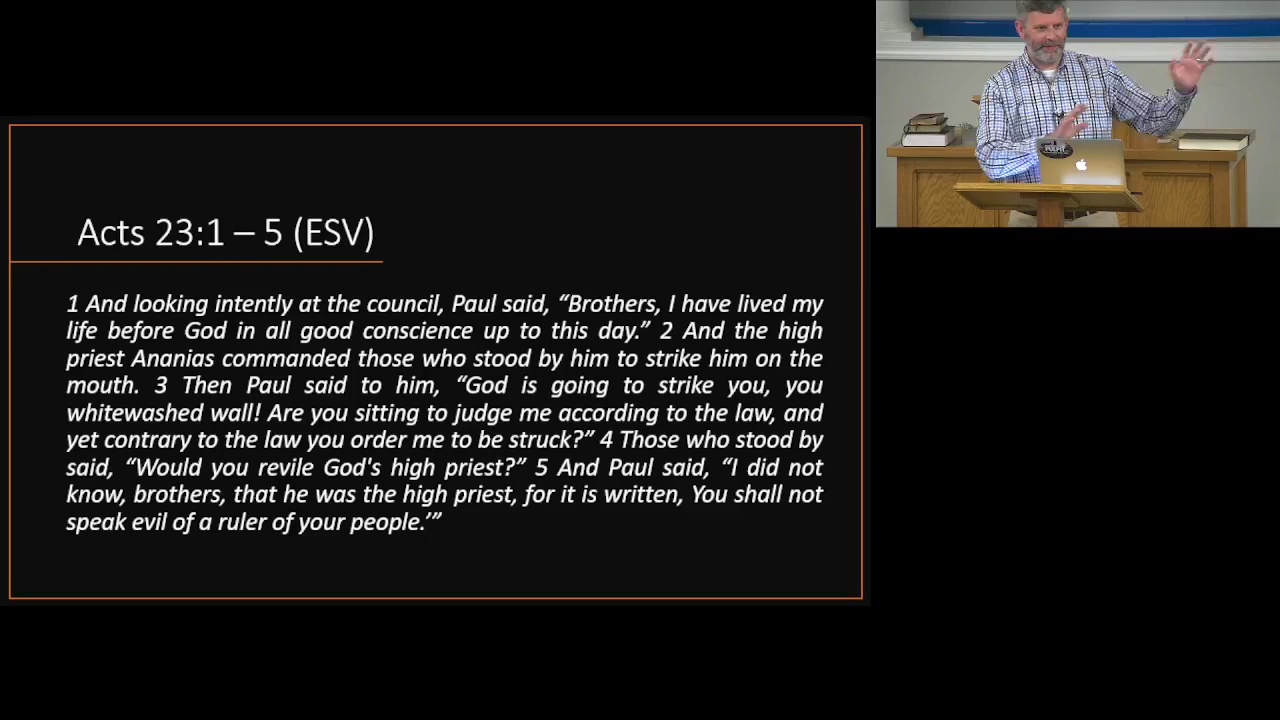 Acts 23:1 – 5 (ESV)
1 And looking intently at the council, Paul said, “Brothers, I have lived my
life before God in all good conscience up to this day.” 2 And the high
priest Ananias commanded those who stood by him to strike him on the
mouth. 3 Then Paul said to him, “God is going to strike you, you
whitewashed wall! Are you sitting to judge me according to the law, and
yet contrary to the law you order me to be struck?” 4 Those who stood by
said, “Would you revile God's high priest?” 5 And Paul said, “I did not
know, brothers, that he was the high priest, for it is written, You shall not
speak evil of a ruler of your people.’”